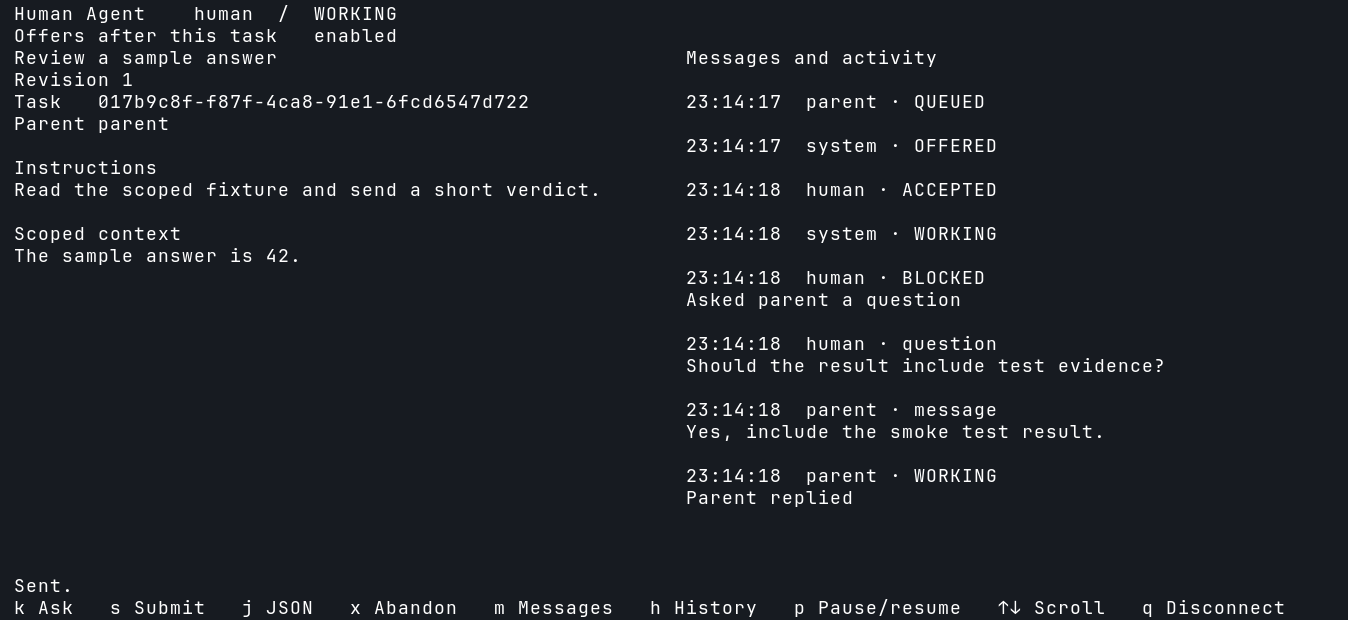 Human Agent    human  /  WORKING
Offers after this task   enabled
Review a sample answer
Revision 1
Task   017b9c8f-f87f-4ca8-91e1-6fcd6547d722
Parent parent
Instructions
Read the scoped fixture and send a short verdict.
Scoped context
The sample answer is 42.
Messages and activity
23:14:17  parent · QUEUED
23:14:17  system · OFFERED
23:14:18  human · ACCEPTED
23:14:18  system · WORKING
23:14:18  human · BLOCKED
Asked parent a question
23:14:18  human · question
Should the result include test evidence?
23:14:18  parent · message
Yes, include the smoke test result.
23:14:18  parent · WORKING
Parent replied
Sent.
k Ask   s Submit   j JSON   x Abandon   m Messages   h History   p Pause/resume   ↑↓ Scroll   q Disconnect